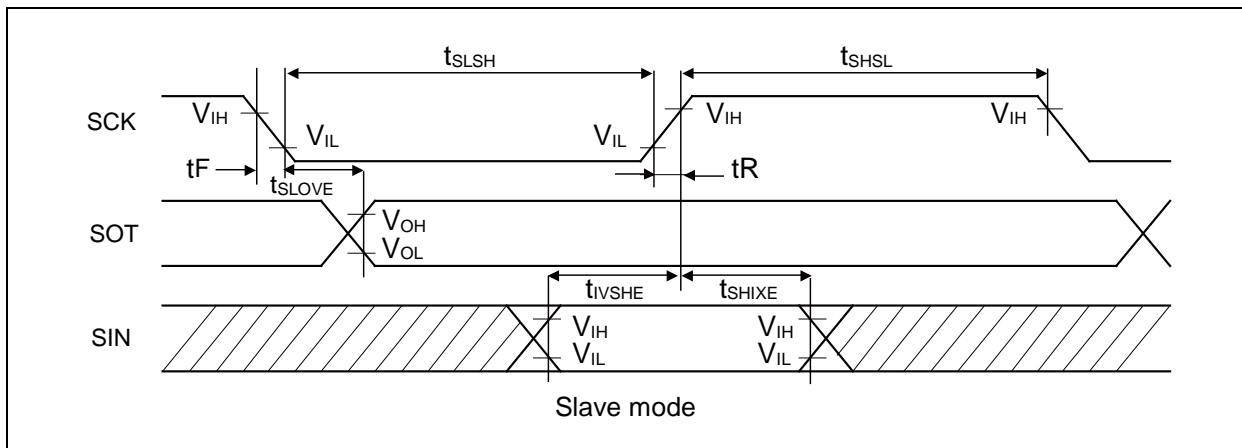 tSLSH
tSHSL
SCK
VIH
VIL
VIL
VIH
VIH
tF
tSLOVE
tR
SOT
VOH
VOL
tIVSHE
tSHIXE
SIN
VIH
VIL
VIH
VIL
Slave mode